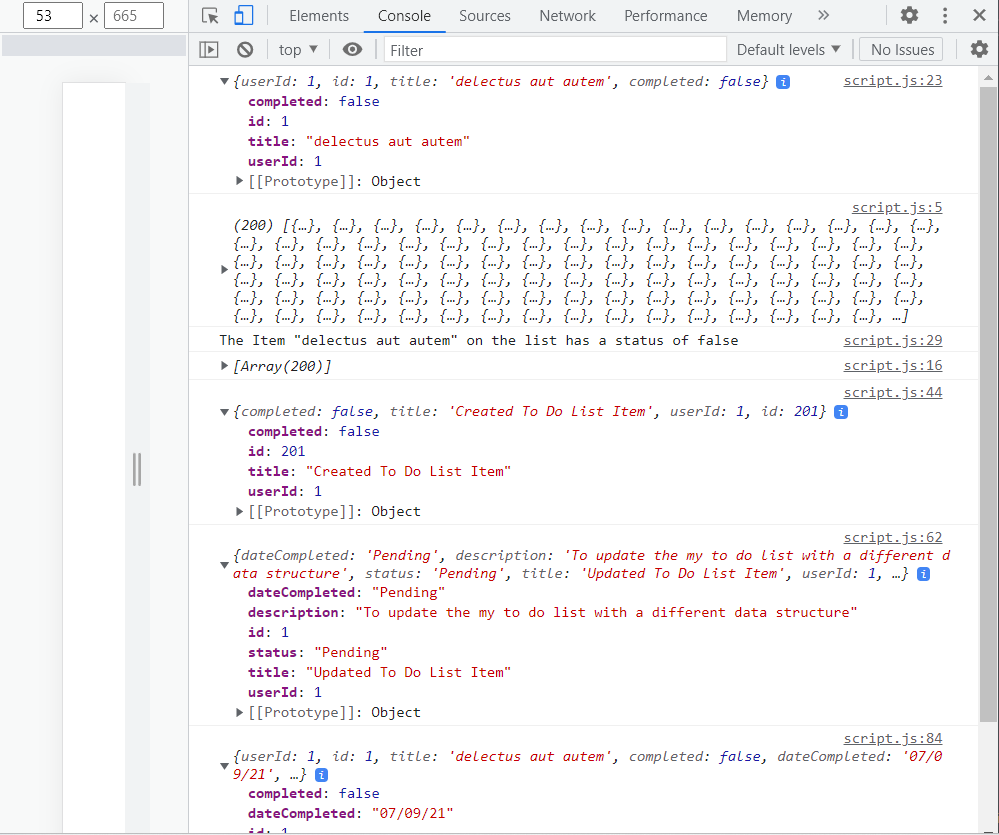 53 × 665
Elements Console Sources Network Performance Memory »
top ▼ Filter Default levels ▼ No Issues
script.js:23
▼{userId: 1, id: 1, title: 'delectus aut autem', completed: false} i
completed: false
id: 1
title: "delectus aut autem"
userId: 1
▶[[Prototype]]: Object
script.js:5
(200) [{…}, {…}, {…}, {…}, {…}, {…}, {…}, {…}, {…}, {…}, {…}, {…}, {…}, {…}, {…}, {…},
{…}, {…}, {…}, {…}, {…}, {…}, {…}, {…}, {…}, {…}, {…}, {…}, {…}, {…}, {…}, {…}, {…},
▶{…}, {…}, {…}, {…}, {…}, {…}, {…}, {…}, {…}, {…}, {…}, {…}, {…}, {…}, {…}, {…}, {…},
{…}, {…}, {…}, {…}, {…}, {…}, {…}, {…}, {…}, {…}, {…}, {…}, {…}, {…}, {…}, {…}, {…},
{…}, {…}, {…}, {…}, {…}, {…}, {…}, {…}, {…}, {…}, {…}, {…}, {…}, {…}, {…}, {…}, {…},
{…}, {…}, {…}, {…}, {…}, {…}, {…}, {…}, {…}, {…}, {…}, {…}, {…}, {…}, {…}, {…}, …]
The Item "delectus aut autem" on the list has a status of false script.js:29
▶[Array(200)] script.js:16
script.js:44
▼{completed: false, title: 'Created To Do List Item', userId: 1, id: 201} i
completed: false
id: 201
title: "Created To Do List Item"
userId: 1
▶[[Prototype]]: Object
script.js:62
{dateCompleted: 'Pending', description: 'To update the my to do list with a different d
▼ata structure', status: 'Pending', title: 'Updated To Do List Item', userId: 1, …} i
dateCompleted: "Pending"
description: "To update the my to do list with a different data structure"
id: 1
status: "Pending"
title: "Updated To Do List Item"
userId: 1
▶[[Prototype]]: Object
script.js:84
{userId: 1, id: 1, title: 'delectus aut autem', completed: false, dateCompleted: '07/0
▼9/21', …} i
completed: false
dateCompleted: "07/09/21"
id: 1